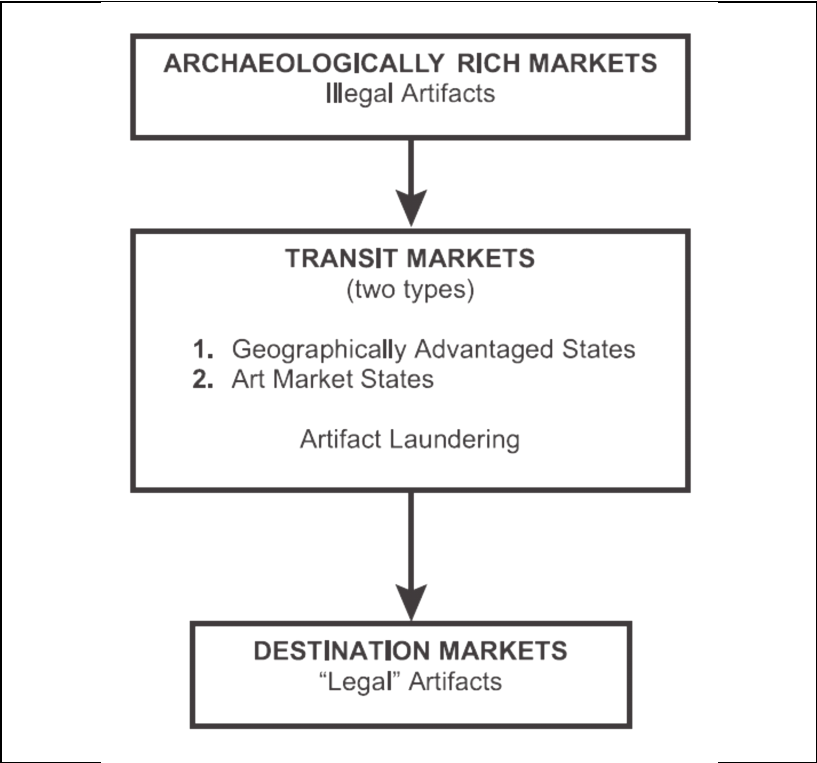 ARCHAEOLOGICALLY RICH MARKETS
Illegal Artifacts
TRANSIT MARKETS
(two types)
1. Geographically Advantaged States
2. Art Market States
Artifact Laundering
DESTINATION MARKETS
“Legal” Artifacts